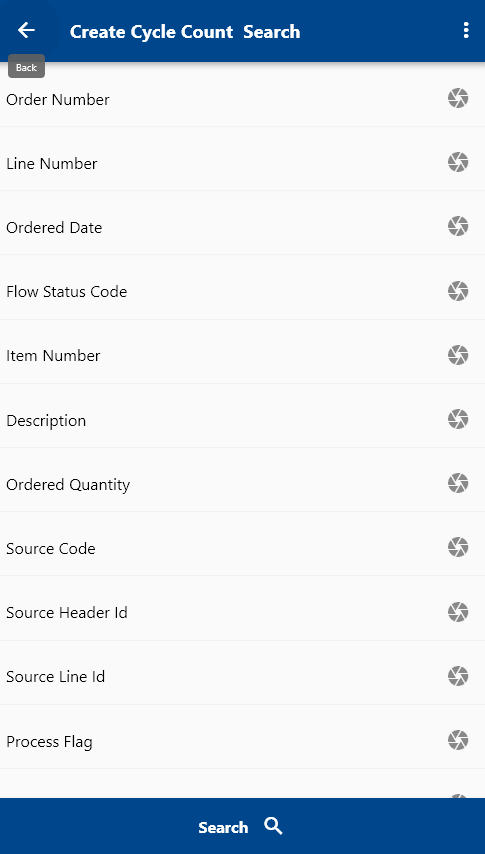 Create Cycle Count  Search
Back
Order Number
Line Number
Ordered Date
Flow Status Code
Item Number
Description
Ordered Quantity
Source Code
Source Header Id
Source Line Id
Process Flag
Search